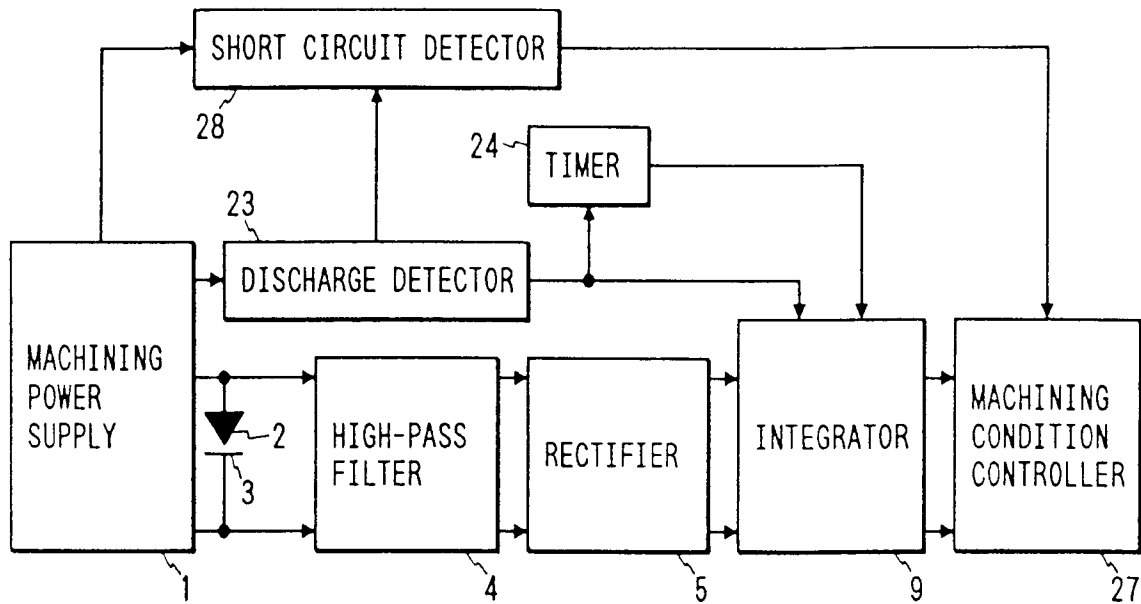 SHORT CIRCUIT DETECTOR
28
24
TIMER
23
DISCHARGE DETECTOR
MACHINING
POWER
SUPPLY
2
3
HIGH-PASS
FILTER
RECTIFIER
INTEGRATOR
MACHINING
CONDITION
CONTROLLER
1
4
5
9
27